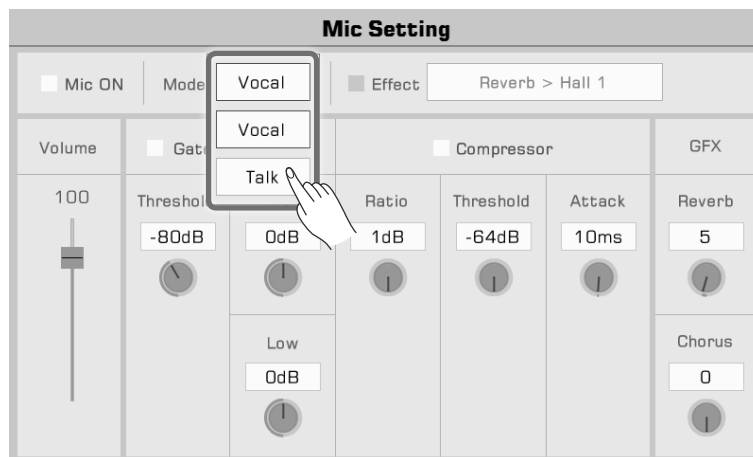 Mic Setting
Mic ON Mode Vocal Effect Reverb > Hall 1
Vocal
Talk
Volume Gate Compressor GFX
100 Threshold Ratio Threshold Attack Reverb
-80dB 0dB 1dB -64dB 10ms 5
Low Chorus
0dB 0